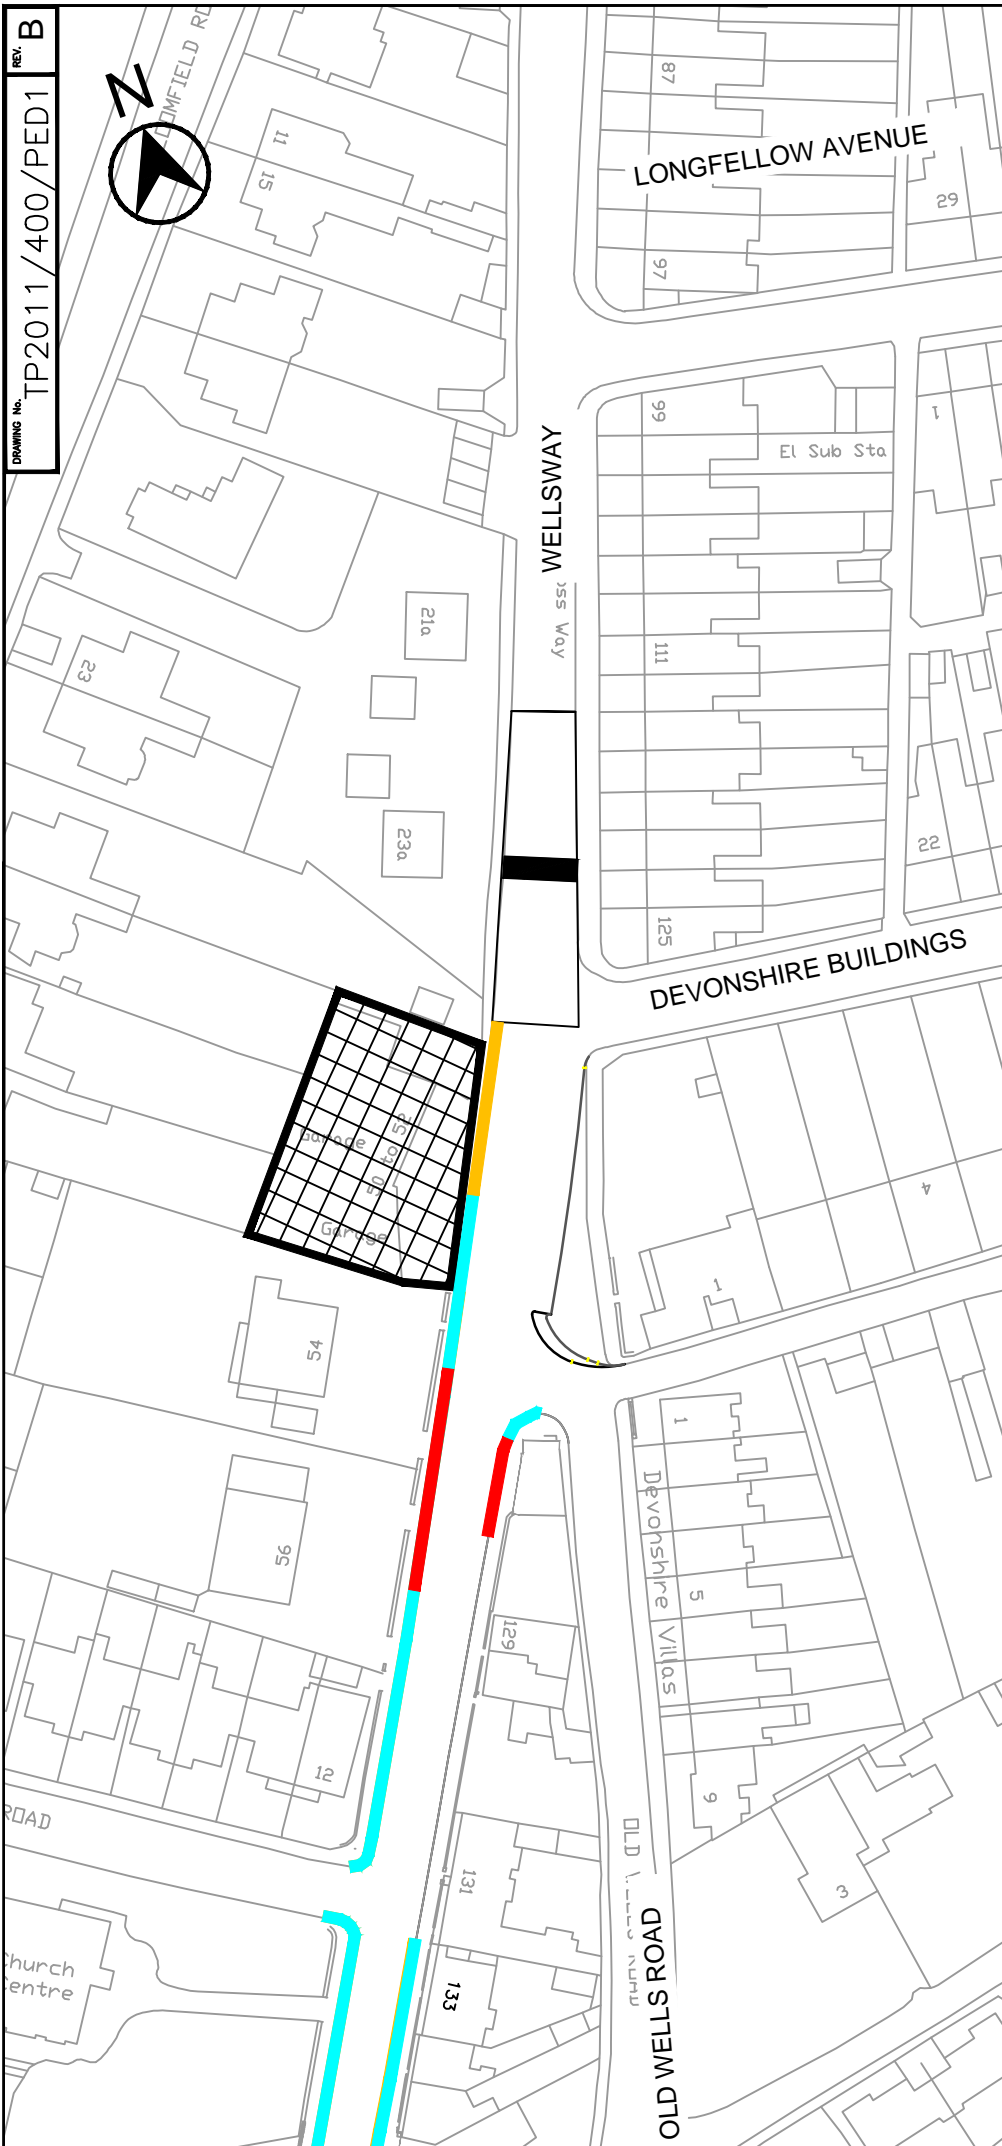 REV. B
DRAWING No. TP2011/400/PED1
N
11
15
87
LONGFELLOW AVENUE
29
97
99
1
El Sub Sta
WELLSWAY
21a
111
23
23a
22
125
DEVONSHIRE BUILDINGS
Garage
50 to 52
Garage
4
1
54
1
Devonshire Villas
56
5
129
12
9
ROAD
131
3
133
Church
Centre
OLD WELLS ROAD